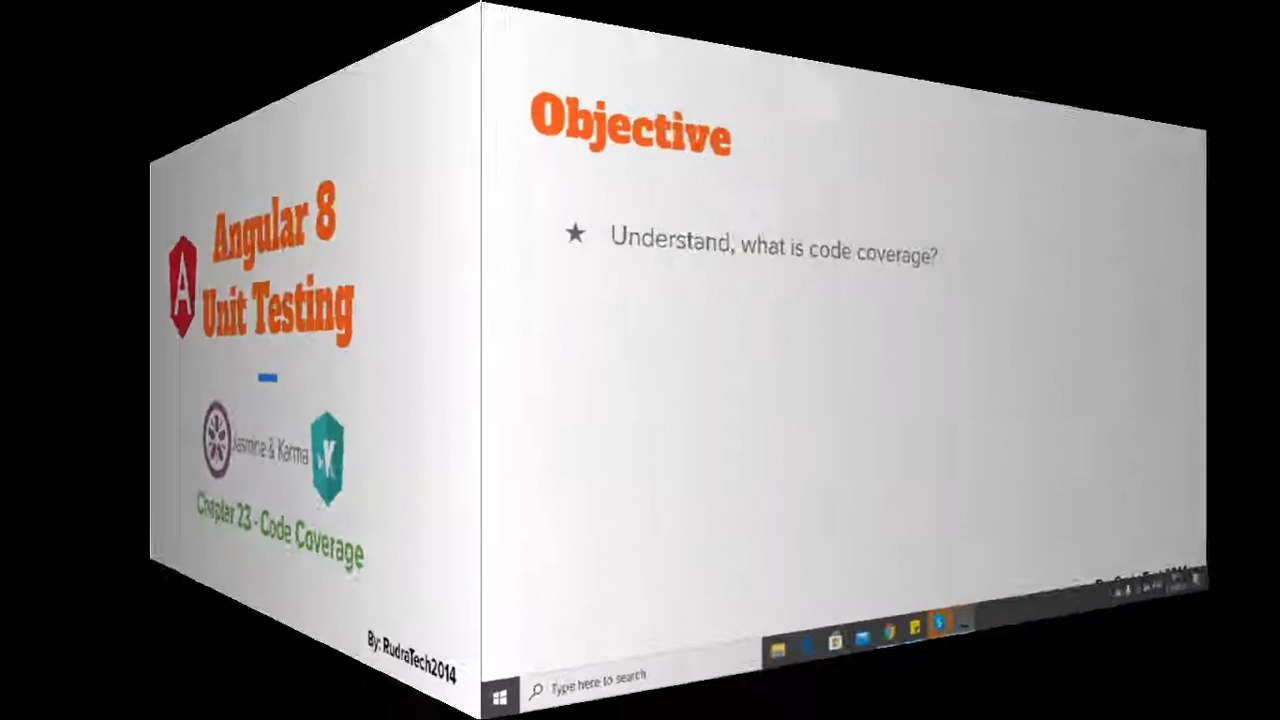 Angular 8
Unit Testing
Jasmine & Karma
Chapter 23 - Code Coverage
By: RudraTech2014
Objective
★ Understand, what is code coverage?
Type here to search